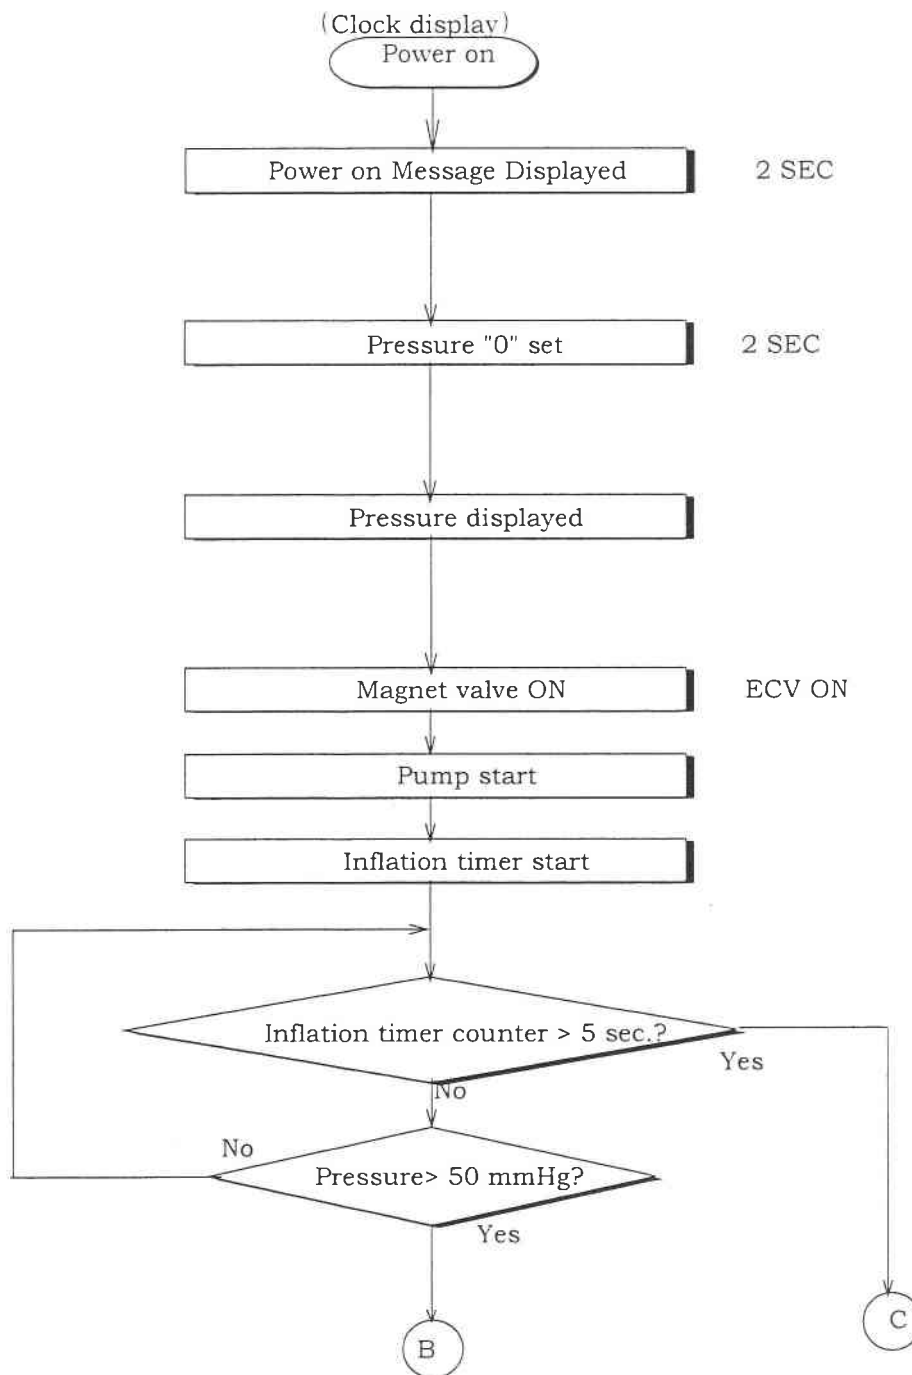 (Clock display)
Power on
Power on Message Displayed
2 SEC
Pressure "0" set
2 SEC
Pressure displayed
Magnet valve ON
ECV ON
Pump start
Inflation timer start
Inflation timer counter > 5 sec.?
Yes
No
No
Pressure> 50 mmHg?
Yes
C
B